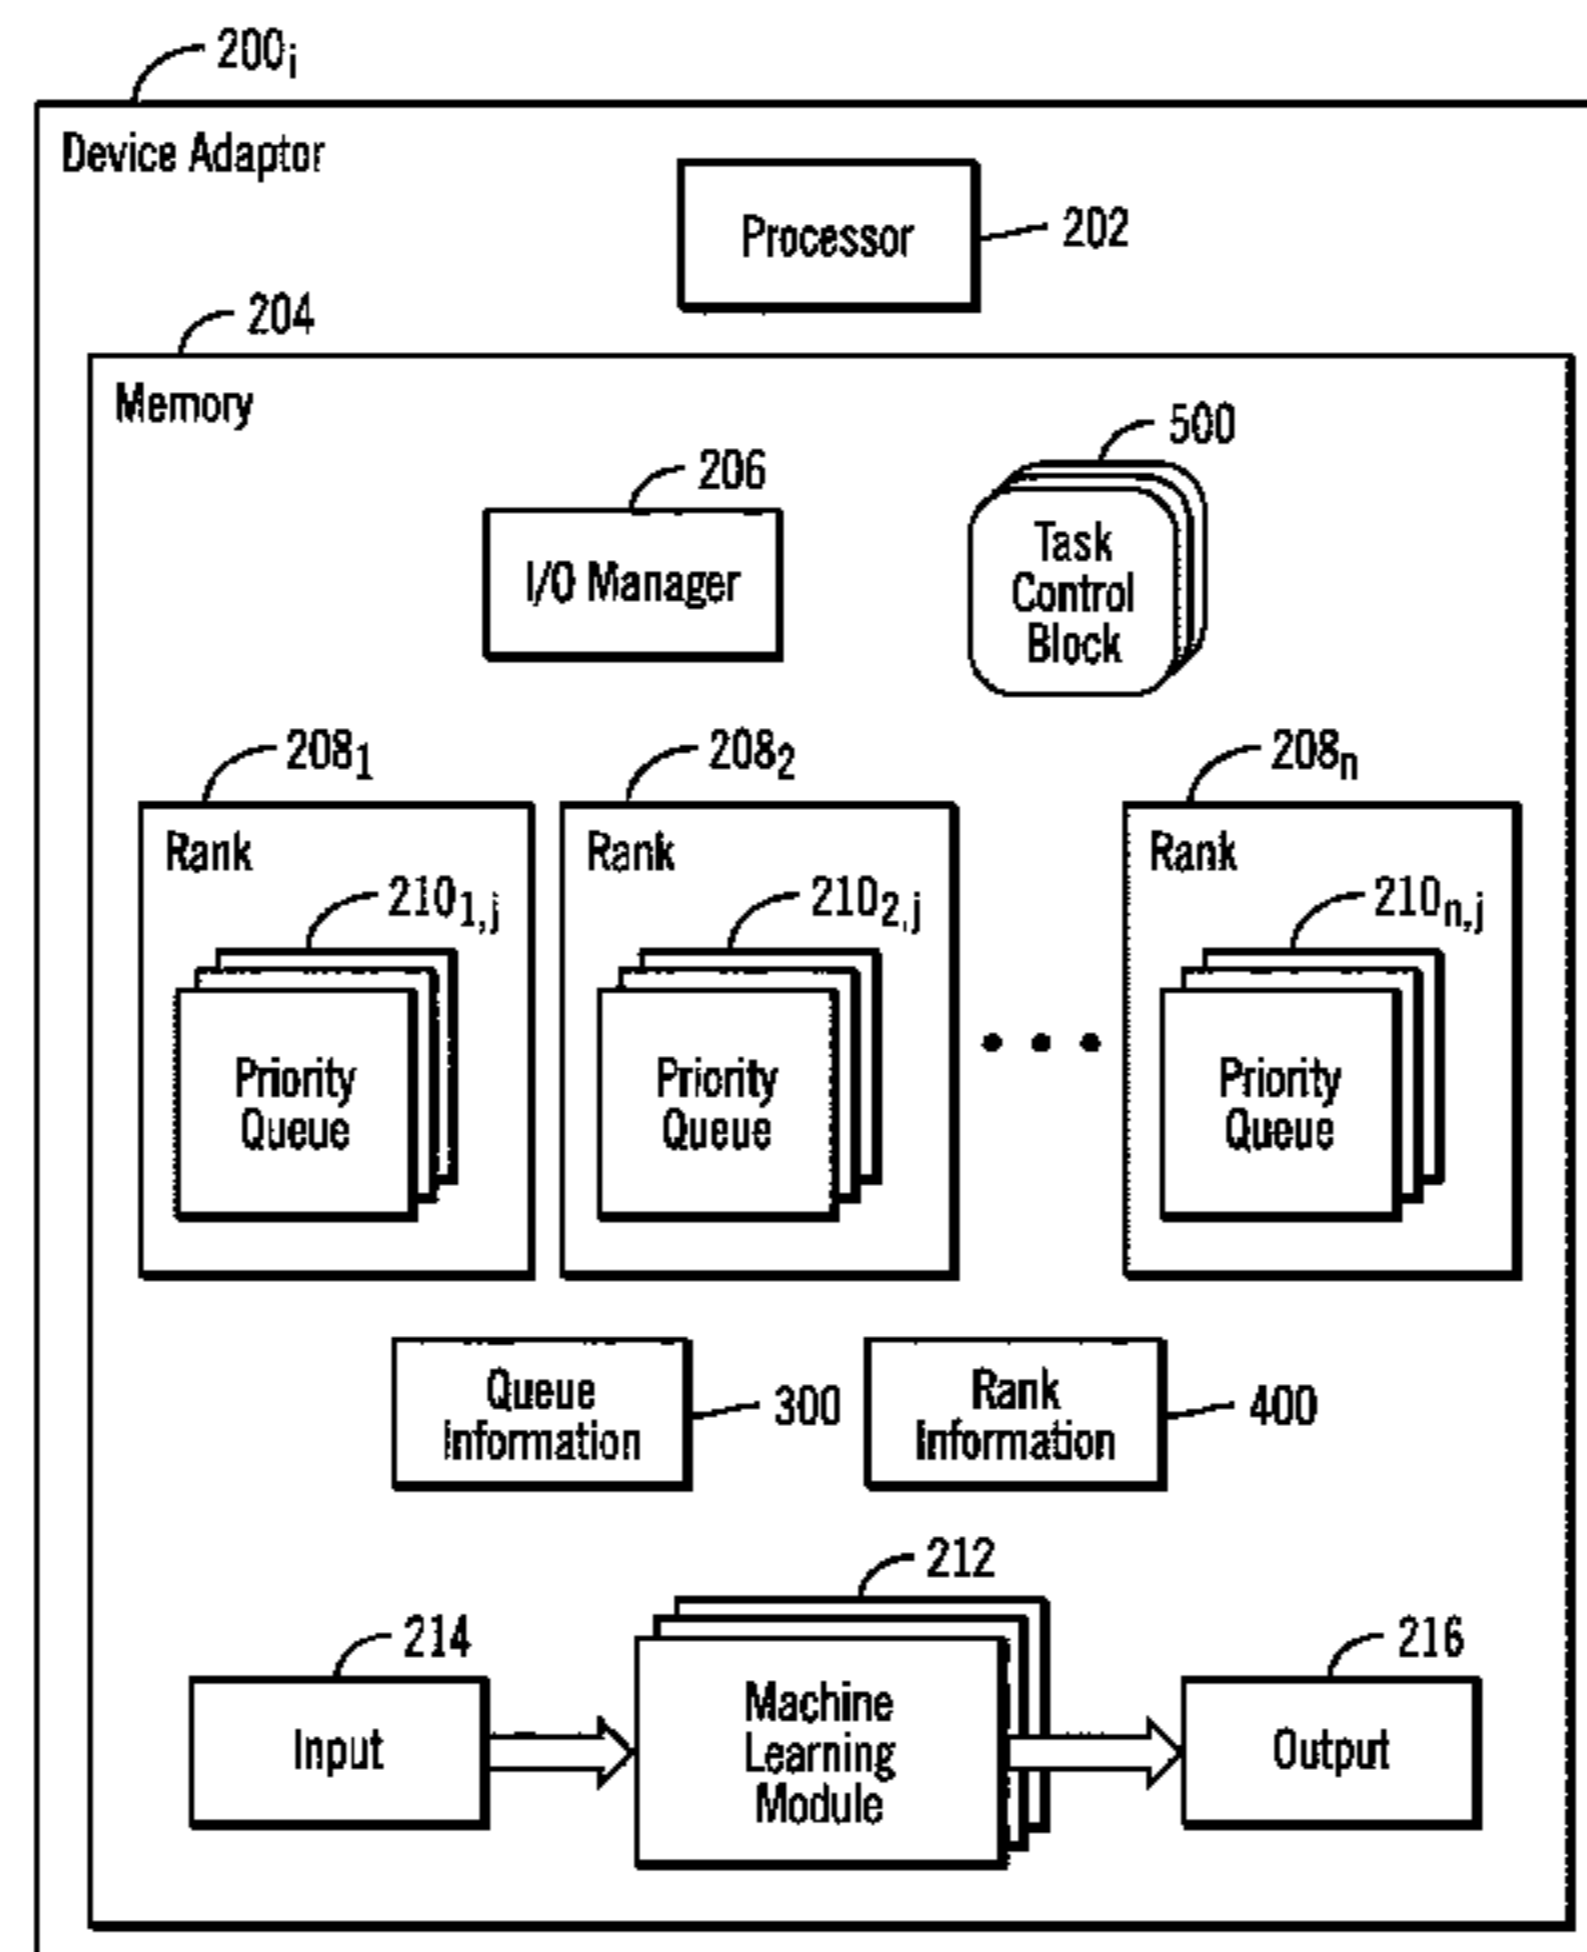 200i
Device Adaptor
Processor
202
204
Memory
206
I/O Manager
500
Task
Control
Block
2081
Rank
2101,j
Priority
Queue
2082
Rank
2102,j
Priority
Queue
208n
Rank
210n,j
Priority
Queue
Queue
Information
300
Rank
Information
400
214
Input
212
Machine
Learning
Module
216
Output